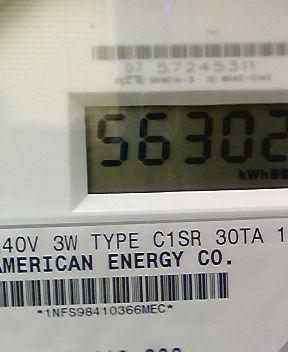 07 57245311
56302
kWh
40V 3W TYPE C1SR 30TA 1
AMERICAN ENERGY CO.
*1NFS98410366MEC*